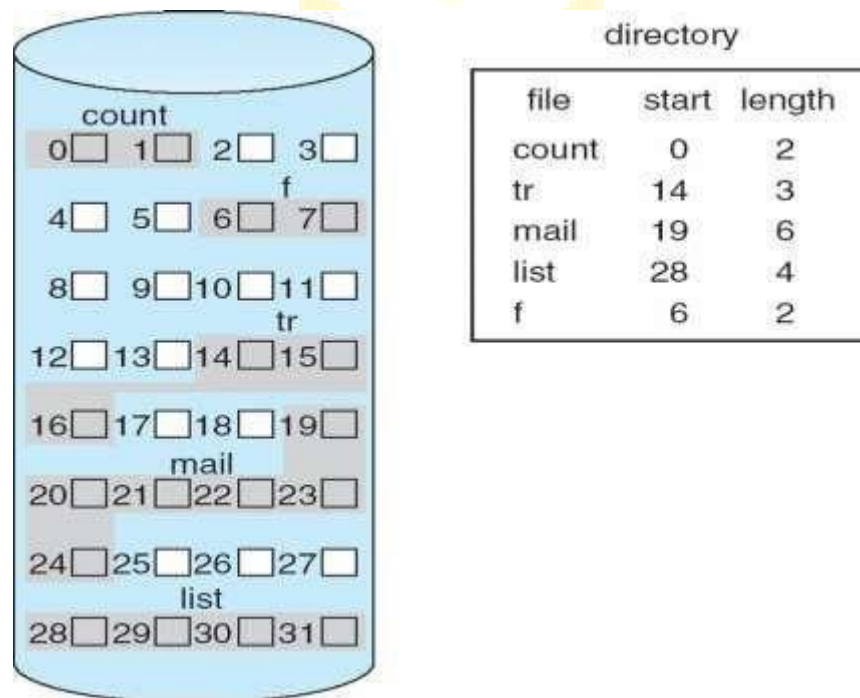 directory
file start length
count 0 2
tr 14 3
mail 19 6
list 28 4
f 6 2
count
0 1 2 3
f
4 5 6 7
8 9 10 11
tr
12 13 14 15
16 17 18 19
mail
20 21 22 23
24 25 26 27
list
28 29 30 31